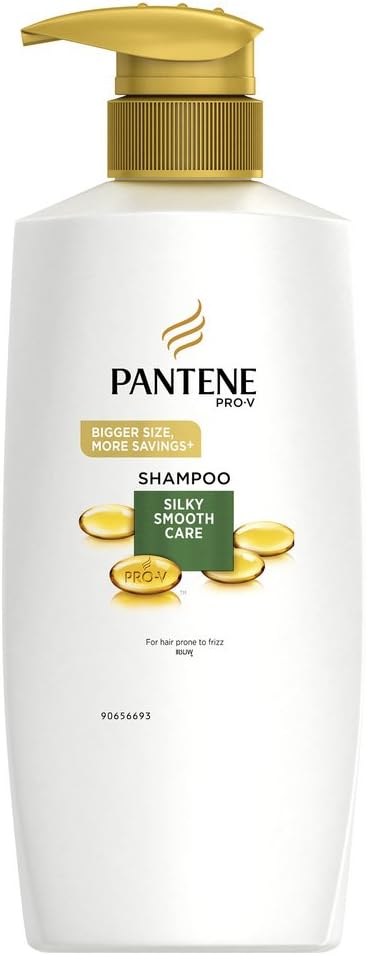 PANTENE
PRO-V
BIGGER SIZE,
MORE SAVINGS+
SHAMPOO
SILKY
SMOOTH
CARE
PRO-V
TM
For hair prone to frizz
แชมพู
90656693